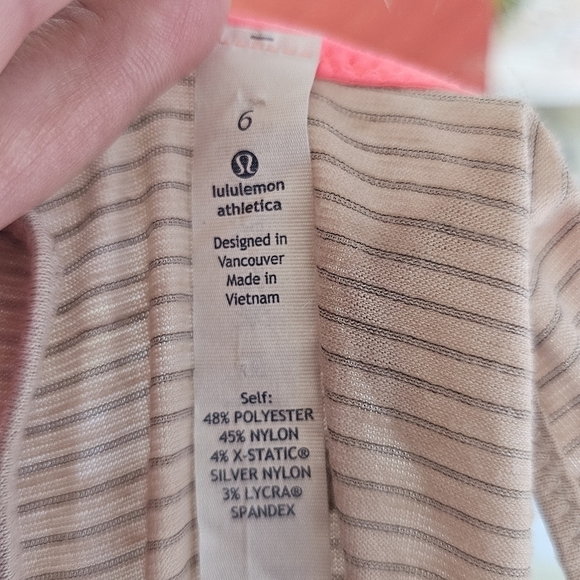 6
lululemon
athletica
Designed in
Vancouver
Made in
Vietnam
Self:
48% POLYESTER
45% NYLON
4% X-STATIC®
SILVER NYLON
3% LYCRA®
SPANDEX